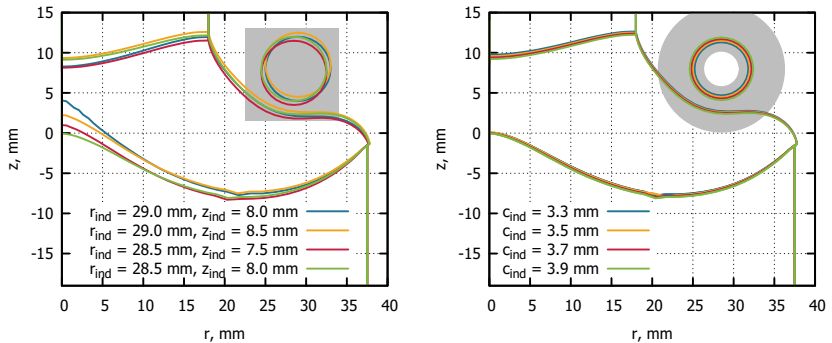 15
10
5
0
-5
-10
-15
z, mm
0 5 10 15 20 25 30 35 40
r, mm
r_ind = 29.0 mm, z_ind = 8.0 mm
r_ind = 29.0 mm, z_ind = 8.5 mm
r_ind = 28.5 mm, z_ind = 7.5 mm
r_ind = 28.5 mm, z_ind = 8.0 mm
15
10
5
0
-5
-10
-15
z, mm
0 5 10 15 20 25 30 35 40
r, mm
c_ind = 3.3 mm
c_ind = 3.5 mm
c_ind = 3.7 mm
c_ind = 3.9 mm